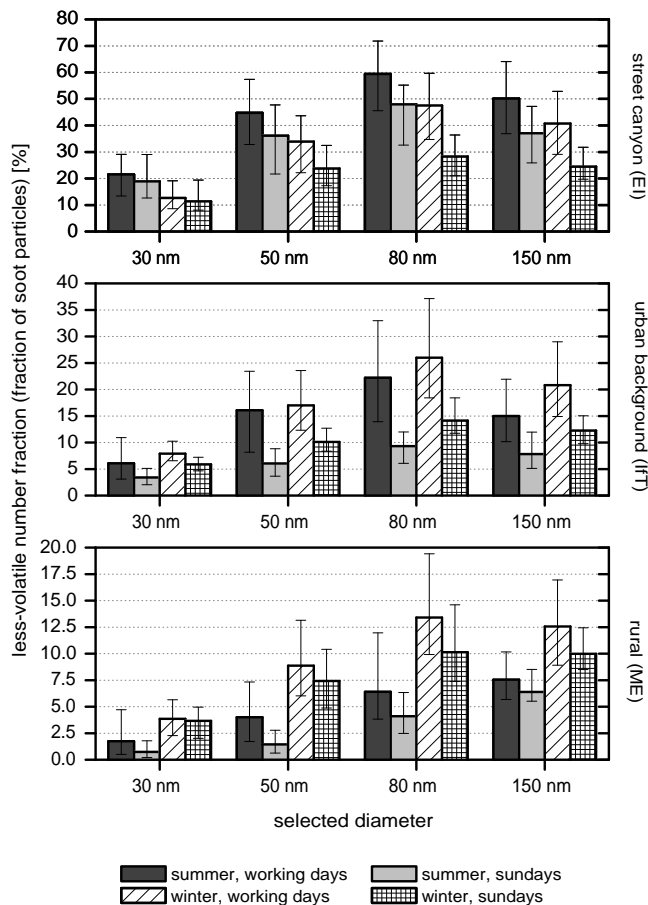 less-volatile number fraction (fraction of soot particles) [%]
80
70
60
50
40
30
20
10
0
30 nm 50 nm 80 nm 150 nm
street canyon (EI)
40
35
30
25
20
15
10
5
0
30 nm 50 nm 80 nm 150 nm
urban background (IfT)
20.0
17.5
15.0
12.5
10.0
7.5
5.0
2.5
0.0
30 nm 50 nm 80 nm 150 nm
rural (ME)
selected diameter
summer, working days summer, sundays
winter, working days winter, sundays